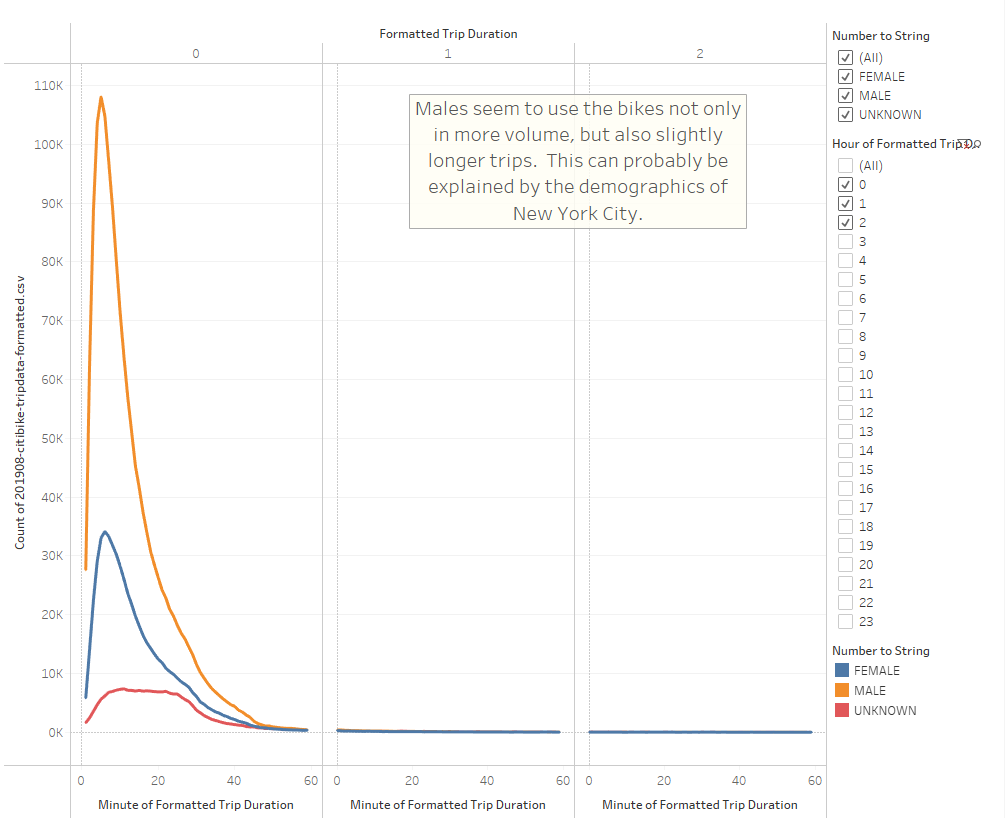 Formatted Trip Duration
0 1 2
110K
100K
90K
80K
70K
60K
50K
40K
30K
20K
10K
0K
Count of 201908-citibike-tripdata-formatted.csv
Males seem to use the bikes not only
in more volume, but also slightly
longer trips.  This can probably be
explained by the demographics of
New York City.
0 20 40 60 0 20 40 60 0 20 40 60
Minute of Formatted Trip Duration Minute of Formatted Trip Duration Minute of Formatted Trip Duration
Number to String
(All)
FEMALE
MALE
UNKNOWN
Hour of Formatted Trip D..
(All)
0
1
2
3
4
5
6
7
8
9
10
11
12
13
14
15
16
17
18
19
20
21
22
23
Number to String
FEMALE
MALE
UNKNOWN